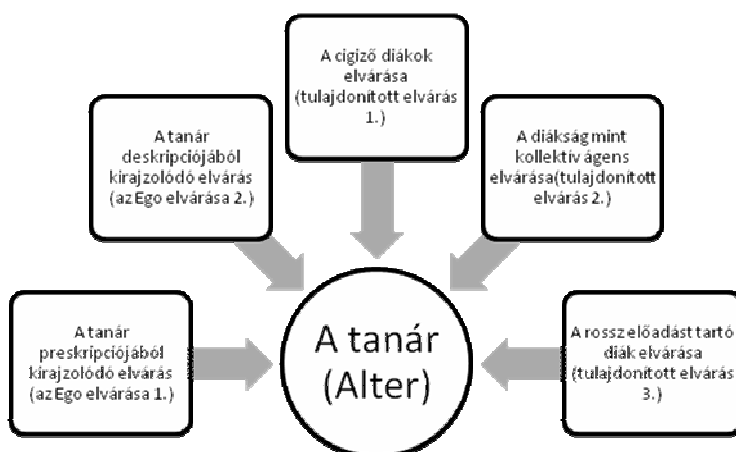 A cigiző diákok
elvárása
(tulajdonított elvárás
1.)
A tanár
deskripciójából
kirajzolódó elvárás
(az Ego elvárása 2.)
A diákság mint
kollektív ágens
elvárása(tulajdonított
elvárás 2.)
A tanár
preskripciójából
kirajzolódó elvárás
(az Ego elvárása 1.)
A tanár
(Alter)
A rossz előadást tartó
diák elvárása
(tulajdonított elvárás
3.)